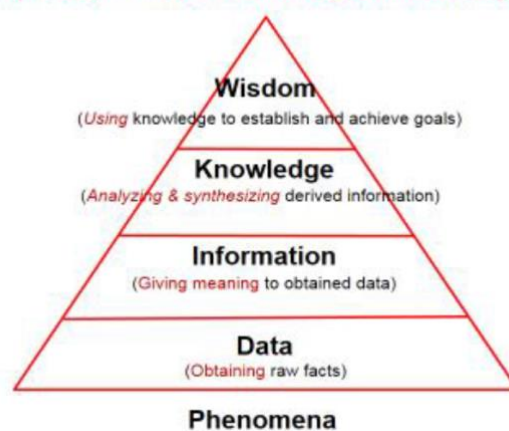 Wisdom
(Using knowledge to establish and achieve goals)
Knowledge
(Analyzing & synthesizing derived information)
Information
(Giving meaning to obtained data)
Data
(Obtaining raw facts)
Phenomena